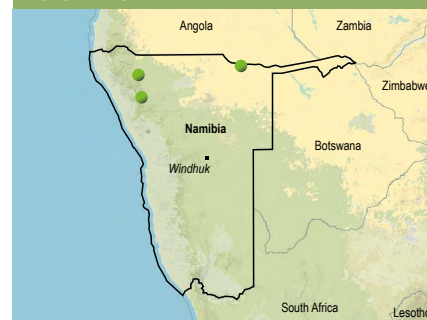 Angola
Zambia
Zimbabwe
Namibia
Botswana
Windhuk
South Africa
Lesotho